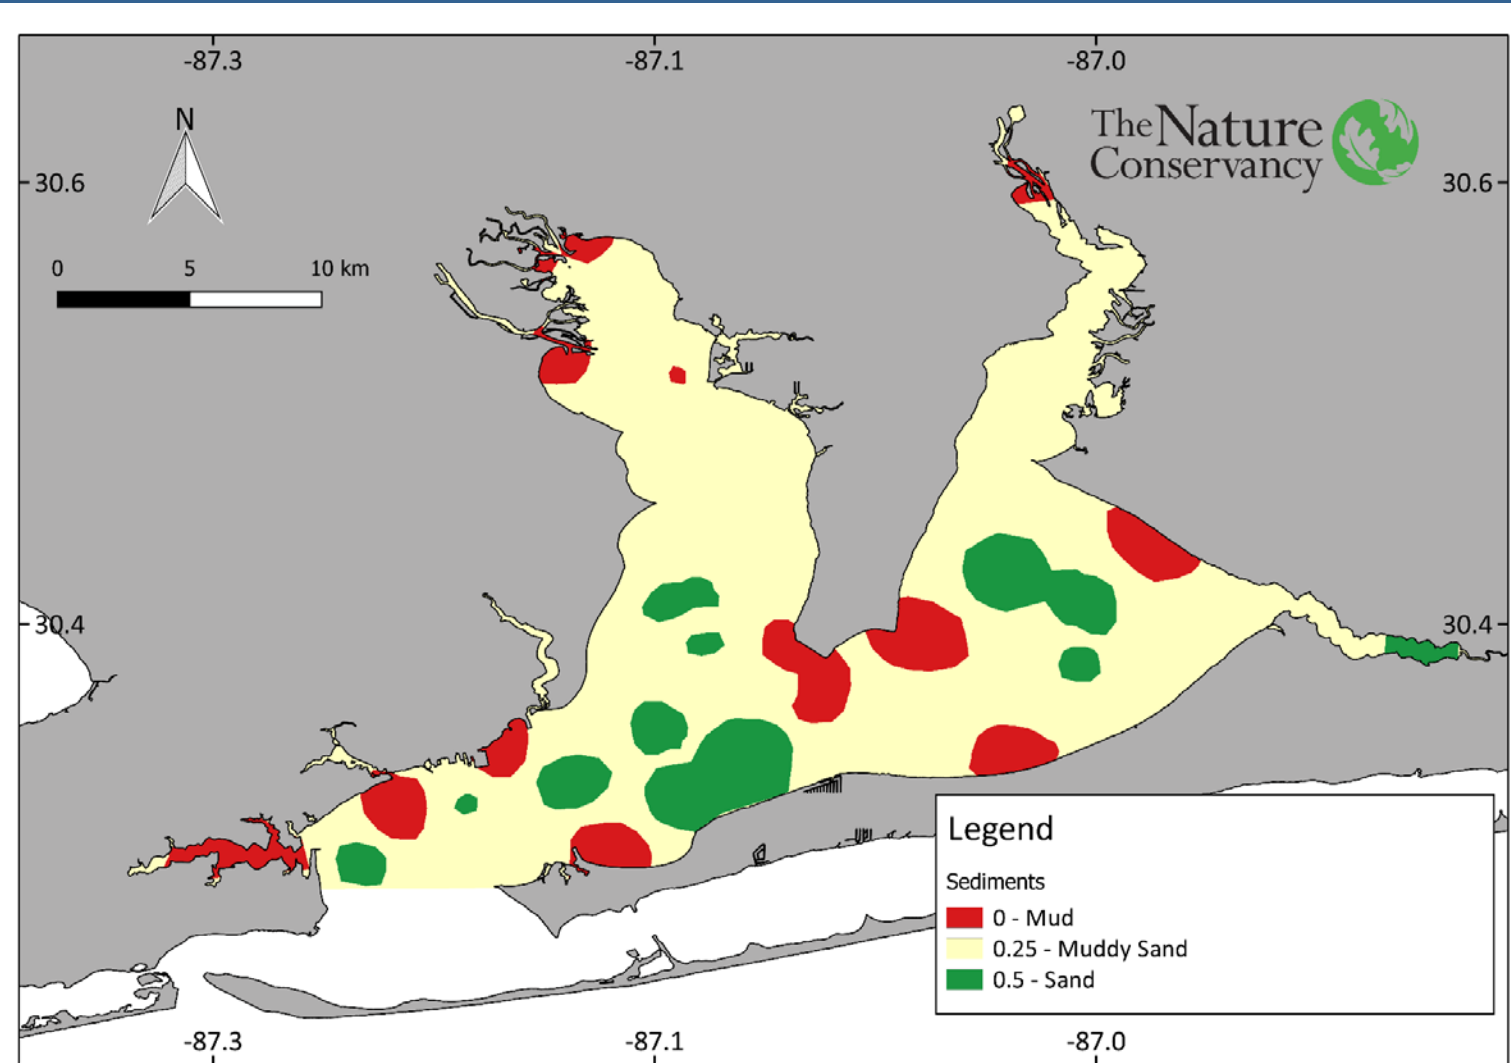 -87.3
-87.1
-87.0
N
The Nature
Conservancy
30.6
30.6
0
5
10 km
30.4
30.4
Legend
Sediments
0 - Mud
0.25 - Muddy Sand
0.5 - Sand
-87.3
-87.1
-87.0